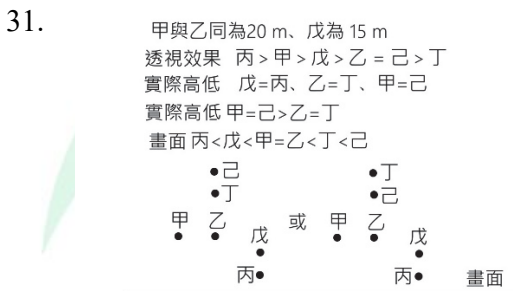 31.
甲與乙同為20 m、戊為 15 m
透視效果 丙>甲>戊>乙 = 己>丁
實際高低 戊=丙、乙=丁、甲=己
實際高低 甲=己>乙=丁
畫面 丙<戊<甲=乙<丁<己
己 丁
丁 己
甲 乙 戊 或 甲 乙 戊
丙 丙 畫面